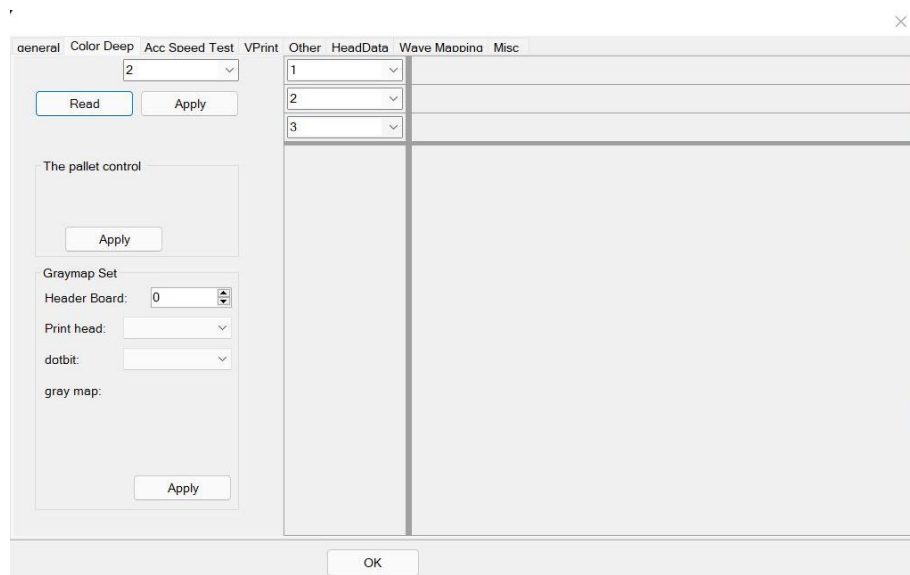 general Color Deep Acc Speed Test VPrint Other HeadData Wave Mapping Misc
2
Read Apply
1
2
3
The pallet control
Apply
Graymap Set
Header Board: 0
Print head:
dotbit:
gray map:
Apply
OK